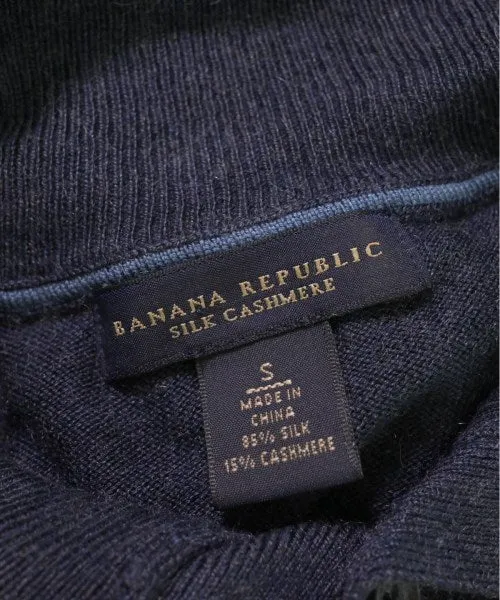 BANANA REPUBLIC
SILK CASHMERE
S
MADE IN
CHINA
85% SILK
15% CASHMERE